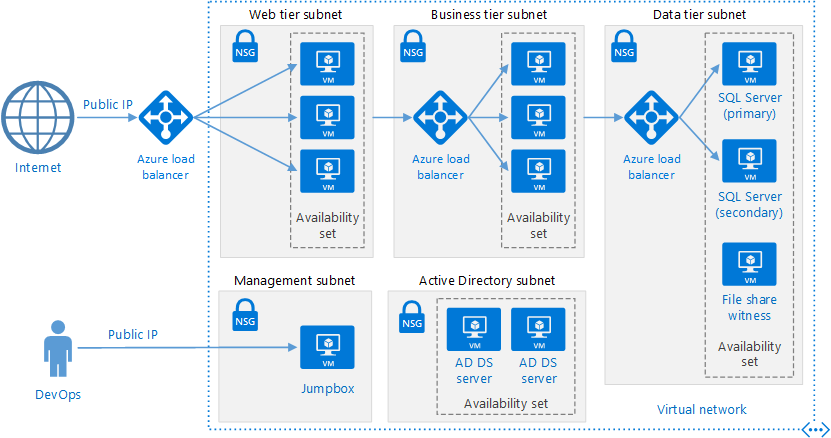 Web tier subnet
Business tier subnet
Data tier subnet
NSG
NSG
NSG
VM
VM
VM
Availability
set
VM
VM
VM
Availability
set
VM
SQL Server
(primary)
VM
SQL Server
(secondary)
VM
File share
witness
Availability
set
Public IP
Internet
Azure load
balancer
Azure load
balancer
Azure load
balancer
Management subnet
Active Directory subnet
NSG
NSG
Public IP
DevOps
VM
Jumpbox
VM
AD DS
server
VM
AD DS
server
Availability set
Virtual network